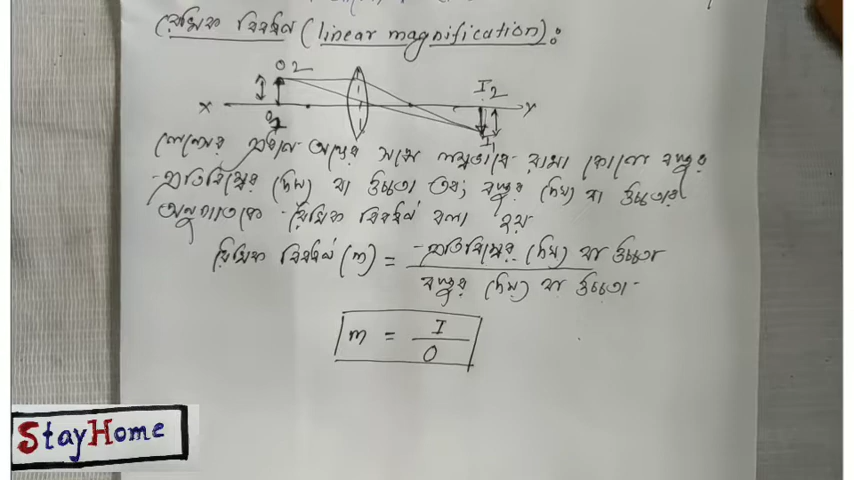 রৈখিক বিবর্ধন (linear magnification):
O2 I2
X Y
O1 I1
লেন্সের প্রধান অক্ষের সঙ্গে লম্বভাবে রাখা কোনো বস্তুর
প্রতিবিম্বের দৈর্ঘ্য বা উচ্চতা এবং বস্তুর দৈর্ঘ্য বা উচ্চতার
অনুপাতকে রৈখিক বিবর্ধন বলা হয়
রৈখিক বিবর্ধন (m) = প্রতিবিম্বের দৈর্ঘ্য বা উচ্চতা
বস্তুর দৈর্ঘ্য বা উচ্চতা
m = I
O
StayHome